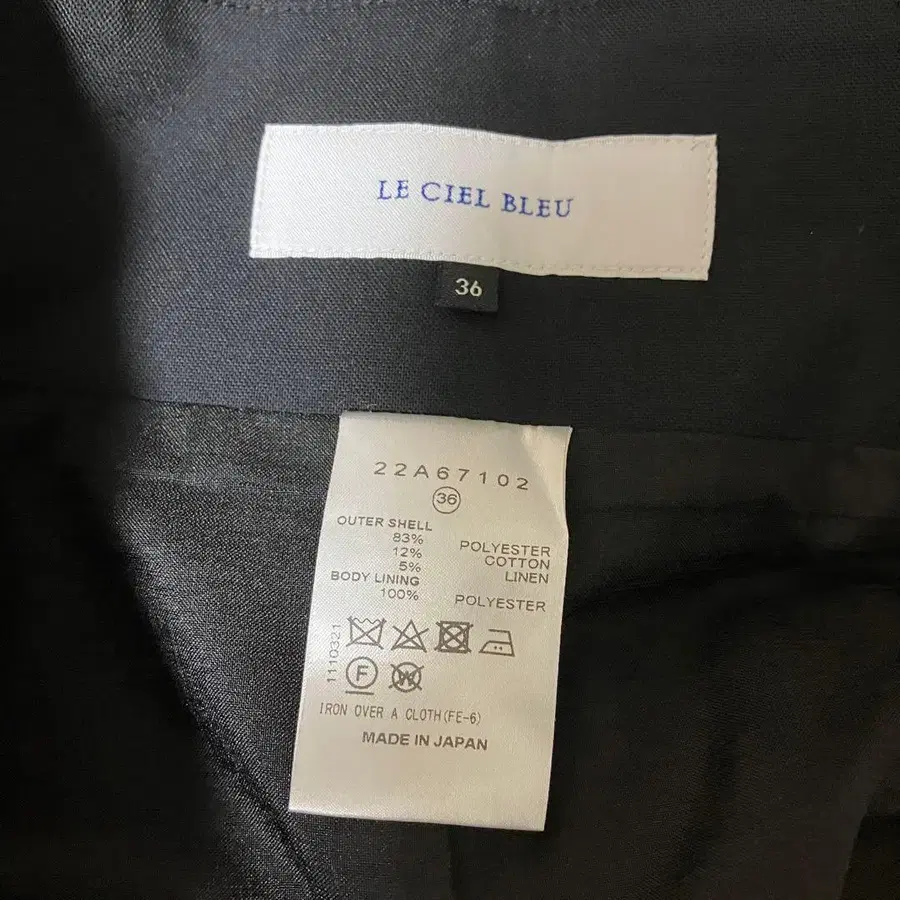 LE CIEL BLEU
36
22A67102
36
OUTER SHELL
83% POLYESTER
12% COTTON
5% LINEN
BODY LINING
100% POLYESTER
1110321
F W
IRON OVER A CLOTH(FE-6)
MADE IN JAPAN